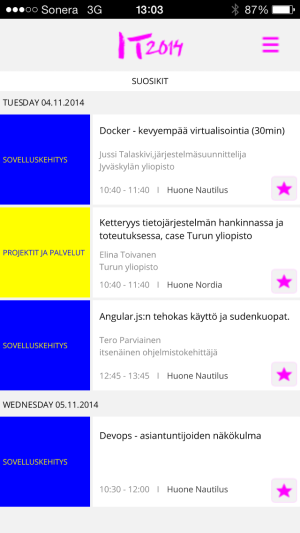 Sonera 3G 13:03 87%
IT2014
SUOSIKIT
TUESDAY 04.11.2014
SOVELLUSKEHITYS
Docker - kevyempää virtualisointia (30min)
Jussi Talaskivi,järjestelmäsuunnittelija
Jyväskylän yliopisto
10:40 - 11:40 I Huone Nautilus
PROJEKTIT JA PALVELUT
Ketteryys tietojärjestelmän hankinnassa ja
toteutuksessa, case Turun yliopisto
Elina Toivanen
Turun yliopisto
10:40 - 11:40 I Huone Nordia
SOVELLUSKEHITYS
Angular.js:n tehokas käyttö ja sudenkuopat.
Tero Parviainen
itsenäinen ohjelmistokehittäjä
12:45 - 13:45 I Huone Nautilus
WEDNESDAY 05.11.2014
SOVELLUSKEHITYS
Devops - asiantuntijoiden näkökulma
10:30 - 12:00 I Huone Nautilus